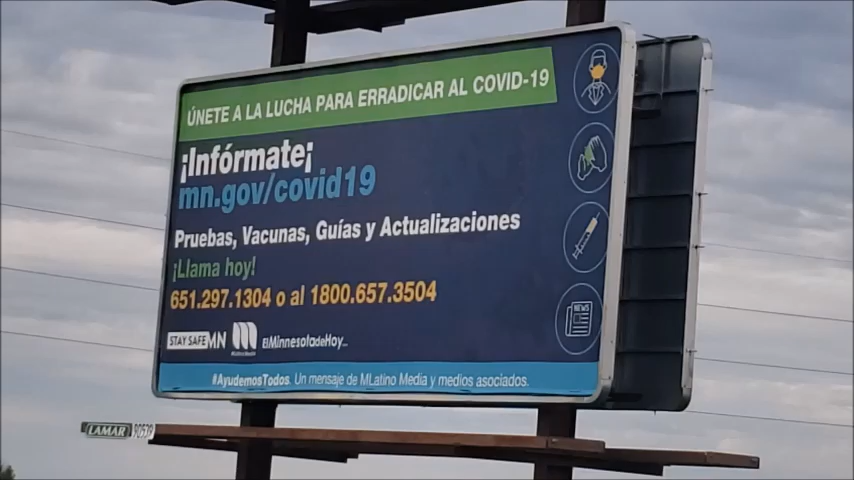 ÚNETE A LA LUCHA PARA ERRADICAR AL COVID-19
¡Infórmate¡
mn.gov/covid19
Pruebas, Vacunas, Guías y Actualizaciones
¡Llama hoy!
651.297.1304 o al 1800.657.3504
NEWS
STAY SAFE MN ElMinnesotadeHoy...
#AyudemosTodos. Un mensaje de MLatino Media y medios asociados.
LAMAR 90539